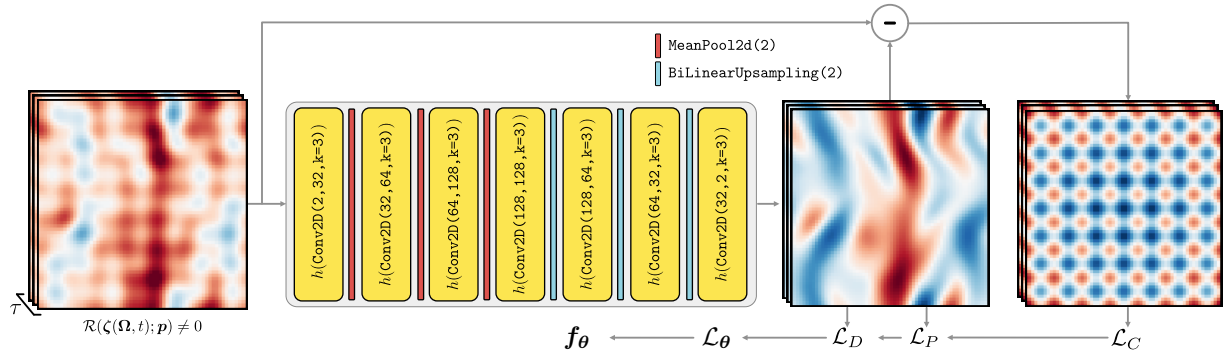 −
MeanPool2d(2)
BiLinearUpsampling(2)
h(Conv2D(2,32,k=3))
h(Conv2D(32,64,k=3))
h(Conv2D(64,128,k=3))
h(Conv2D(128,128,k=3))
h(Conv2D(128,64,k=3))
h(Conv2D(64,32,k=3))
h(Conv2D(32,2,k=3))
τ
R(ζ(Ω,t);p) ≠ 0
f_θ
L_θ
L_D
L_P
L_C